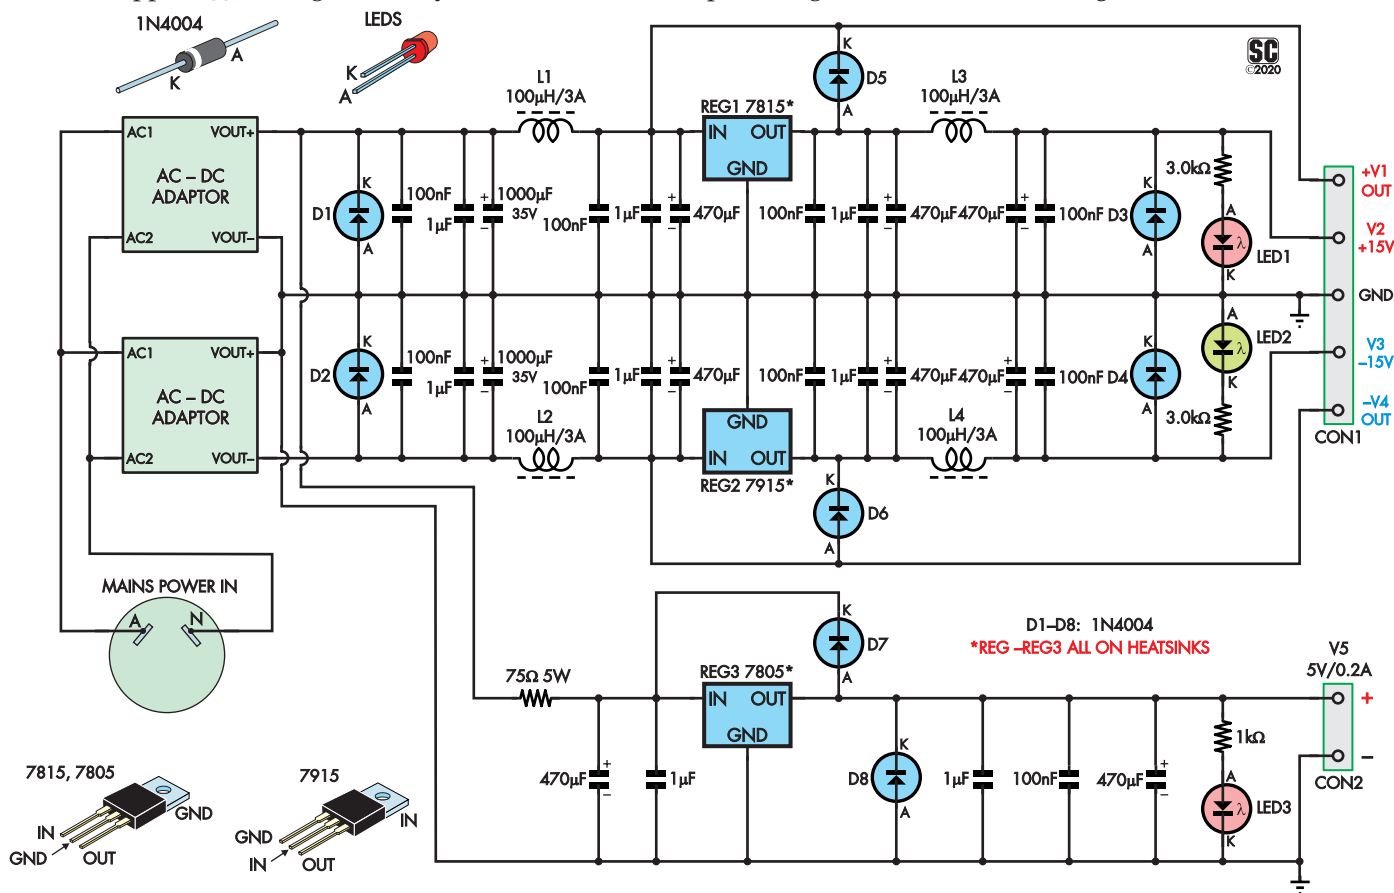 1N4004
K
A
LEDS
K
A
SC
©2020
AC1
VOUT+
AC – DC
ADAPTOR
AC2
VOUT–
AC1
VOUT+
AC – DC
ADAPTOR
AC2
VOUT–
MAINS POWER IN
A
N
D1
K
A
100nF
1µF
+
–
1000µF
35V
L1
100µH/3A
100nF
1µF
+
–
470µF
REG1 7815*
IN OUT
GND
K
D5
A
100nF
1µF
+
–
470µF
L3
100µH/3A
470µF
+
–
100nF
D3
K
A
3.0kΩ
A
λ
LED1
K
D2
K
A
100nF
1µF
+
–
1000µF
35V
L2
100µH/3A
100nF
1µF
+
–
470µF
GND
IN OUT
REG2 7915*
K
D6
A
100nF
1µF
+
–
470µF
L4
100µH/3A
470µF
+
–
100nF
D4
K
A
A
LED2
λ
K
3.0kΩ
+V1
OUT
V2
+15V
GND
V3
–15V
–V4
OUT
CON1
75Ω 5W
470µF
+
–
1µF
REG3 7805*
IN OUT
GND
K
D7
A
D8
K
A
1µF
100nF
470µF
+
–
1kΩ
A
λ
LED3
K
D1–D8: 1N4004
*REG –REG3 ALL ON HEATSINKS
V5
5V/0.2A
+
–
CON2
7815, 7805
IN
GND
OUT
GND
7915
GND
IN
OUT
IN